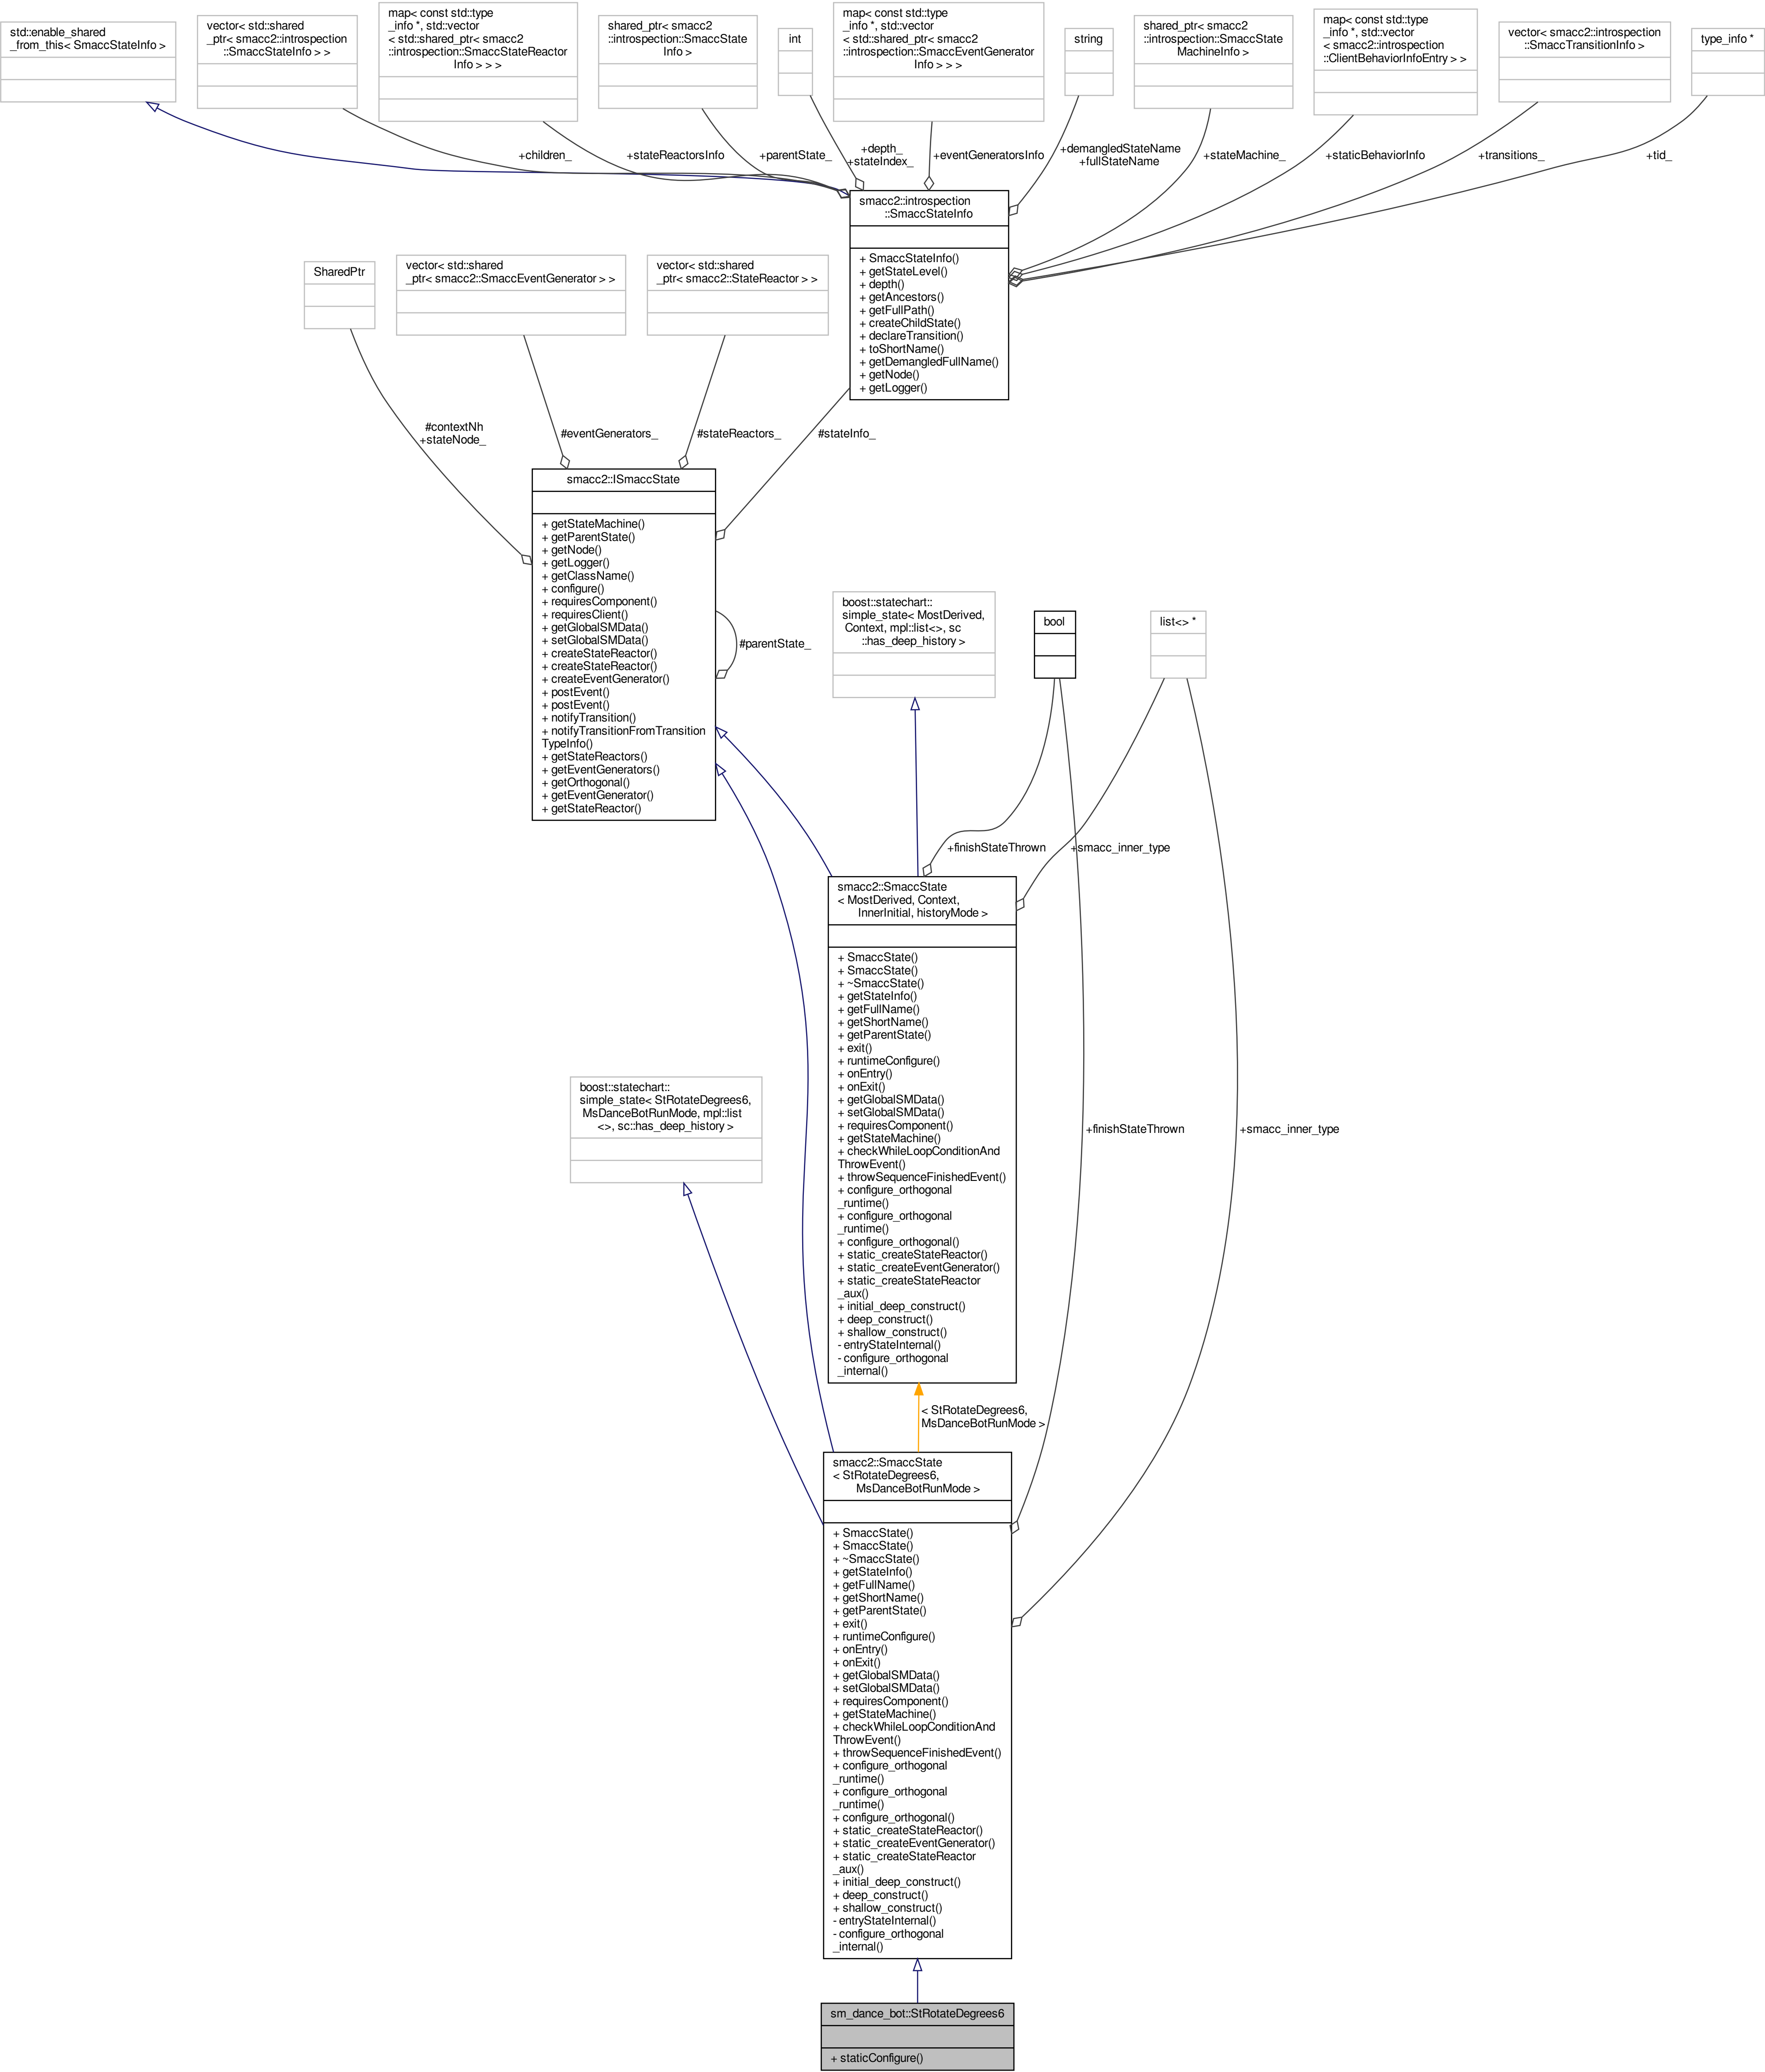 std::enable_shared
_from_this< SmaccStateInfo >
vector< std::shared
_ptr< smacc2::introspection
::SmaccStateInfo > >
map< const std::type
_info *, std::vector
< std::shared_ptr< smacc2
::introspection::SmaccStateReactor
Info > > >
shared_ptr< smacc2
::introspection::SmaccState
Info >
int
map< const std::type
_info *, std::vector
< std::shared_ptr< smacc2
::introspection::SmaccEventGenerator
Info > > >
string
shared_ptr< smacc2
::introspection::SmaccState
MachineInfo >
map< const std::type
_info *, std::vector
< smacc2::introspection
::ClientBehaviorInfoEntry > >
vector< smacc2::introspection
::SmaccTransitionInfo >
type_info *
+children_
+stateReactorsInfo
+parentState_
+depth_
+stateIndex_
+eventGeneratorsInfo
+demangledStateName
+fullStateName
+stateMachine_
+staticBehaviorInfo
+transitions_
+tid_
smacc2::introspection
::SmaccStateInfo
+ SmaccStateInfo()
+ getStateLevel()
+ depth()
+ getAncestors()
+ getFullPath()
+ createChildState()
+ declareTransition()
+ toShortName()
+ getDemangledFullName()
+ getNode()
+ getLogger()
SharedPtr
vector< std::shared
_ptr< smacc2::SmaccEventGenerator > >
vector< std::shared
_ptr< smacc2::StateReactor > >
#contextNh
+stateNode_
#eventGenerators_
#stateReactors_
#stateInfo_
smacc2::ISmaccState
+ getStateMachine()
+ getParentState()
+ getNode()
+ getLogger()
+ getClassName()
+ configure()
+ requiresComponent()
+ requiresClient()
+ getGlobalSMData()
+ setGlobalSMData()
+ createStateReactor()
+ createStateReactor()
+ createEventGenerator()
+ postEvent()
+ postEvent()
+ notifyTransition()
+ notifyTransitionFromTransition
TypeInfo()
+ getStateReactors()
+ getEventGenerators()
+ getOrthogonal()
+ getEventGenerator()
+ getStateReactor()
#parentState_
boost::statechart::
simple_state< MostDerived,
Context, mpl::list<>, sc
::has_deep_history >
bool
list<> *
+finishStateThrown
+smacc_inner_type
smacc2::SmaccState
< MostDerived, Context,
InnerInitial, historyMode >
+ SmaccState()
+ SmaccState()
+ ~SmaccState()
+ getStateInfo()
+ getFullName()
+ getShortName()
+ getParentState()
+ exit()
+ runtimeConfigure()
+ onEntry()
+ onExit()
+ getGlobalSMData()
+ setGlobalSMData()
+ requiresComponent()
+ getStateMachine()
+ checkWhileLoopConditionAnd
ThrowEvent()
+ throwSequenceFinishedEvent()
+ configure_orthogonal
_runtime()
+ configure_orthogonal
_runtime()
+ configure_orthogonal()
+ static_createStateReactor()
+ static_createEventGenerator()
+ static_createStateReactor
_aux()
+ initial_deep_construct()
+ deep_construct()
+ shallow_construct()
- entryStateInternal()
- configure_orthogonal
_internal()
boost::statechart::
simple_state< StRotateDegrees6,
MsDanceBotRunMode, mpl::list
<>, sc::has_deep_history >
+finishStateThrown
+smacc_inner_type
< StRotateDegrees6,
MsDanceBotRunMode >
smacc2::SmaccState
< StRotateDegrees6,
MsDanceBotRunMode >
+ SmaccState()
+ SmaccState()
+ ~SmaccState()
+ getStateInfo()
+ getFullName()
+ getShortName()
+ getParentState()
+ exit()
+ runtimeConfigure()
+ onEntry()
+ onExit()
+ getGlobalSMData()
+ setGlobalSMData()
+ requiresComponent()
+ getStateMachine()
+ checkWhileLoopConditionAnd
ThrowEvent()
+ throwSequenceFinishedEvent()
+ configure_orthogonal
_runtime()
+ configure_orthogonal
_runtime()
+ configure_orthogonal()
+ static_createStateReactor()
+ static_createEventGenerator()
+ static_createStateReactor
_aux()
+ initial_deep_construct()
+ deep_construct()
+ shallow_construct()
- entryStateInternal()
- configure_orthogonal
_internal()
sm_dance_bot::StRotateDegrees6
+ staticConfigure()